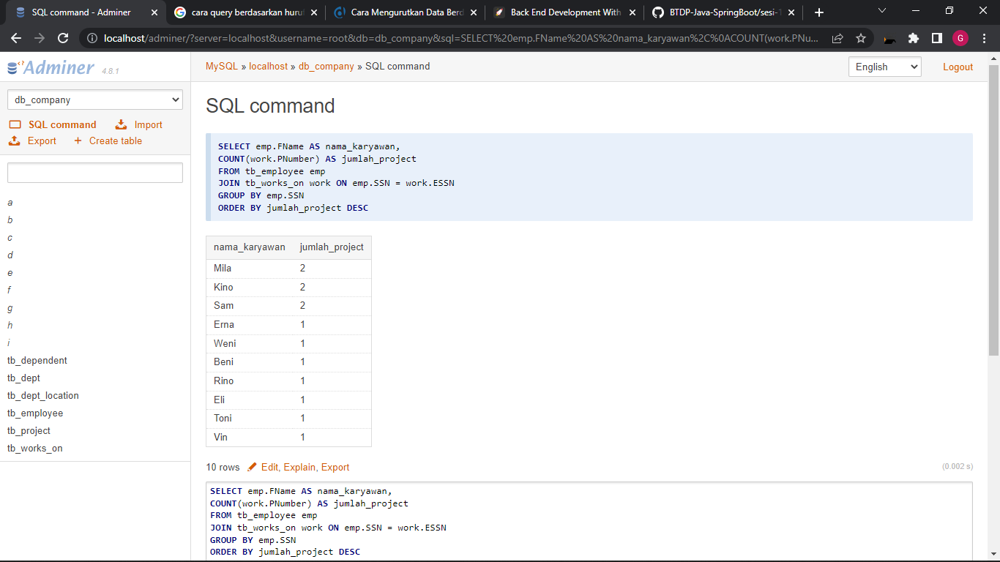 SQL command - Adminer
cara query berdasarkan huruf
Cara Mengurutkan Data Berd
Back End Development With
BTDP-Java-SpringBoot/sesi-1
localhost/adminer/?server=localhost&username=root&db=db_company&sql=SELECT%20emp.FName%20AS%20nama_karyawan%2C%0ACOUNT(work.PNu...
G
Adminer 4.8.1
MySQL » localhost » db_company » SQL command
English
Logout
db_company
SQL command
Import
Export
+ Create table
a
b
c
d
e
f
g
h
i
tb_dependent
tb_dept
tb_dept_location
tb_employee
tb_project
tb_works_on
SQL command
SELECT emp.FName AS nama_karyawan,
COUNT(work.PNumber) AS jumlah_project
FROM tb_employee emp
JOIN tb_works_on work ON emp.SSN = work.ESSN
GROUP BY emp.SSN
ORDER BY jumlah_project DESC
nama_karyawan jumlah_project
Mila 2
Kino 2
Sam 2
Erna 1
Weni 1
Beni 1
Rino 1
Eli 1
Toni 1
Vin 1
10 rows Edit, Explain, Export
(0.002 s)
SELECT emp.FName AS nama_karyawan,
COUNT(work.PNumber) AS jumlah_project
FROM tb_employee emp
JOIN tb_works_on work ON emp.SSN = work.ESSN
GROUP BY emp.SSN
ORDER BY jumlah_project DESC